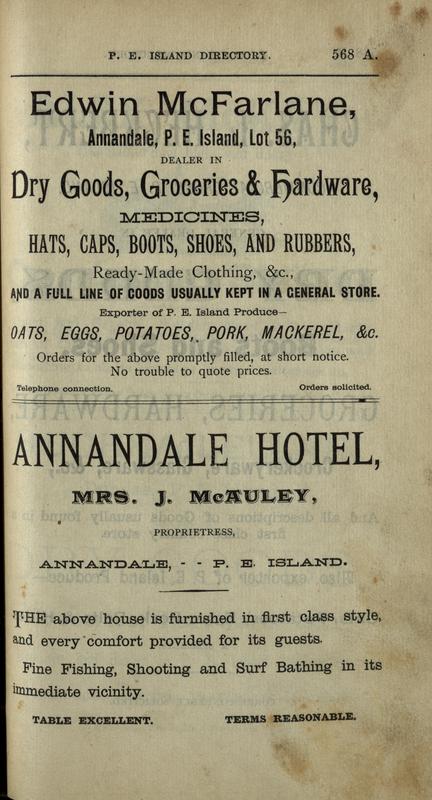 P. E. ISLAND DIRECTORY. 568 A.
Edwin McFarlane,
Annandale, P. E. Island, Lot 56,
DEALER IN
Dry Goods, Groceries & Hardware,
MEDICINES,
HATS, CAPS, BOOTS, SHOES, AND RUBBERS,
Ready-Made Clothing, &c.,
AND A FULL LINE OF GOODS USUALLY KEPT IN A GENERAL STORE.
Exporter of P. E. Island Produce—
OATS, EGGS, POTATOES, PORK, MACKEREL, &c.
Orders for the above promptly filled, at short notice.
No trouble to quote prices.
Telephone connection. Orders solicited.
ANNANDALE HOTEL,
MRS. J. McAULEY,
PROPRIETRESS,
ANNANDALE, - - P. E. ISLAND.
THE above house is furnished in first class style,
and every comfort provided for its guests.
Fine Fishing, Shooting and Surf Bathing in its
immediate vicinity.
TABLE EXCELLENT. TERMS REASONABLE.